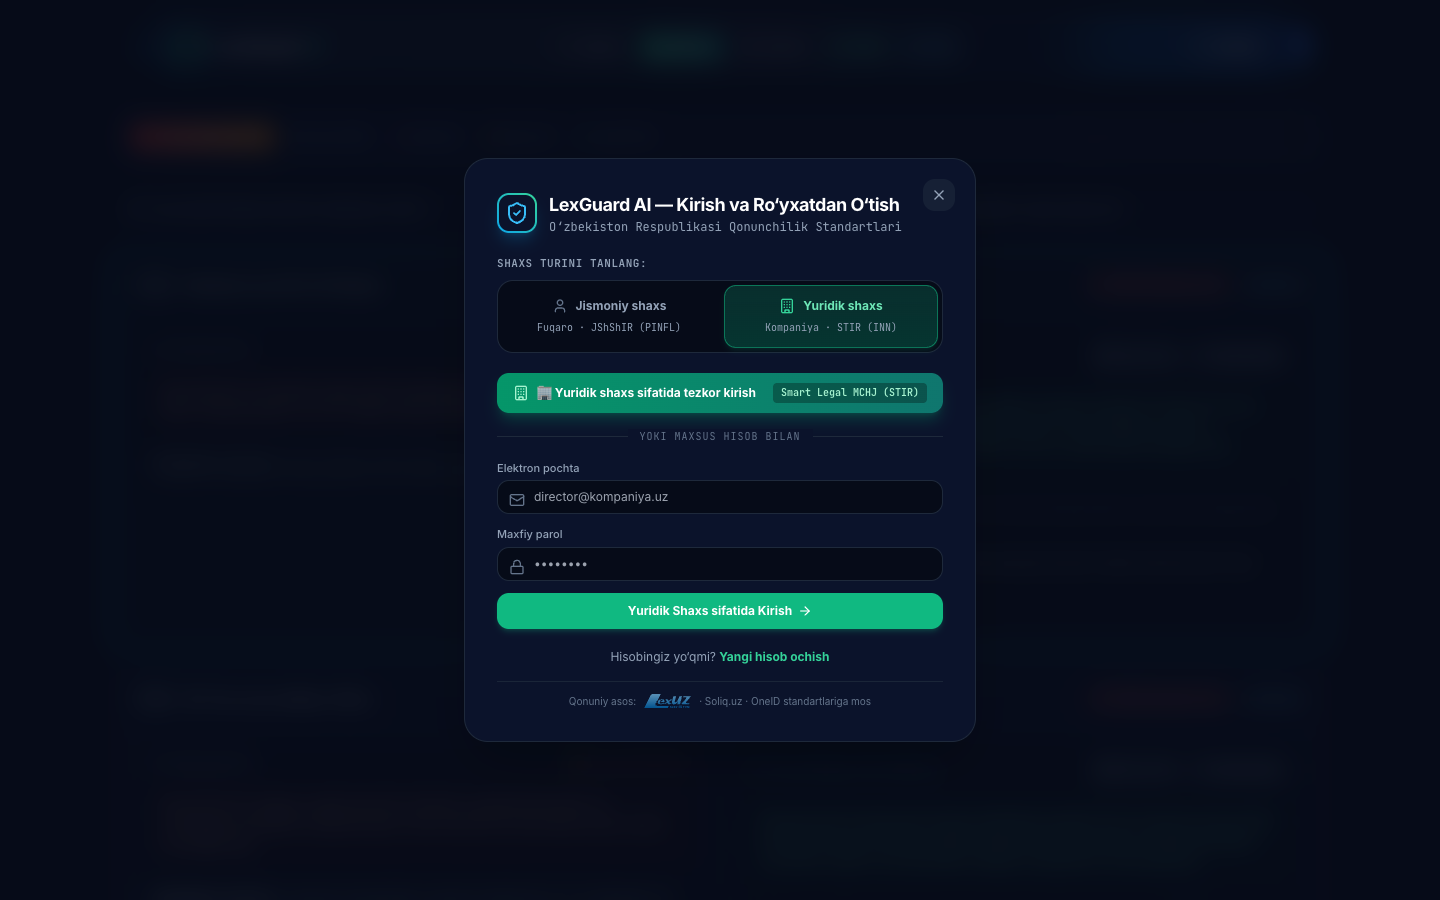 LexGuard AI — Kirish va Ro‘yxatdan O‘tish
O‘zbekiston Respublikasi Qonunchilik Standartlari
SHAXS TURINI TANLANG:
Jismoniy shaxs
Fuqaro · JShShIR (PINFL)
Yuridik shaxs
Kompaniya · STIR (INN)
Yuridik shaxs sifatida tezkor kirish Smart Legal MCHJ (STIR)
YOKI MAXSUS HISOB BILAN
Elektron pochta
director@kompaniya.uz
Maxfiy parol
••••••••
Yuridik Shaxs sifatida Kirish →
Hisobingiz yo‘qmi? Yangi hisob ochish
Qonuniy asos: LexUZ · Soliq.uz · OneID standartlariga mos